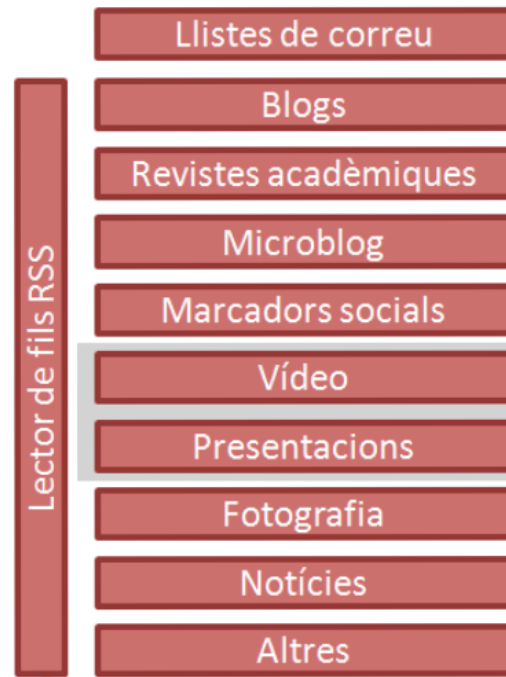 Llistes de correu
Lector de fils RSS
Blogs
Revistes acadèmiques
Microblog
Marcadors socials
Vídeo
Presentacions
Fotografia
Notícies
Altres